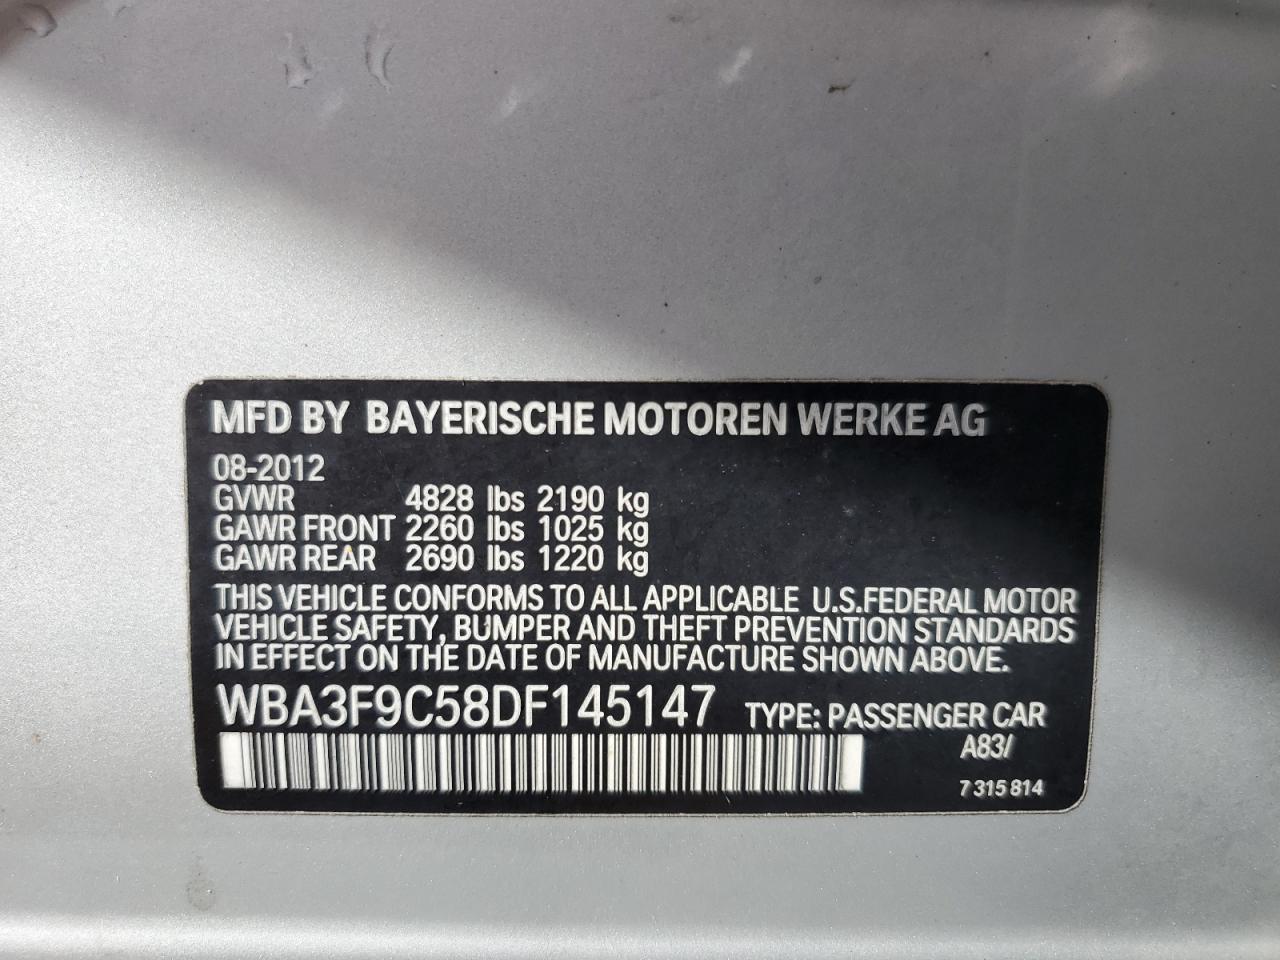 MFD BY BAYERISCHE MOTOREN WERKE AG
08-2012
GVWR 4828 lbs 2190 kg
GAWR FRONT 2260 lbs 1025 kg
GAWR REAR 2690 lbs 1220 kg
THIS VEHICLE CONFORMS TO ALL APPLICABLE U.S.FEDERAL MOTOR
VEHICLE SAFETY, BUMPER AND THEFT PREVENTION STANDARDS
IN EFFECT ON THE DATE OF MANUFACTURE SHOWN ABOVE.
WBA3F9C58DF145147 TYPE: PASSENGER CAR
A83/
7 315 814